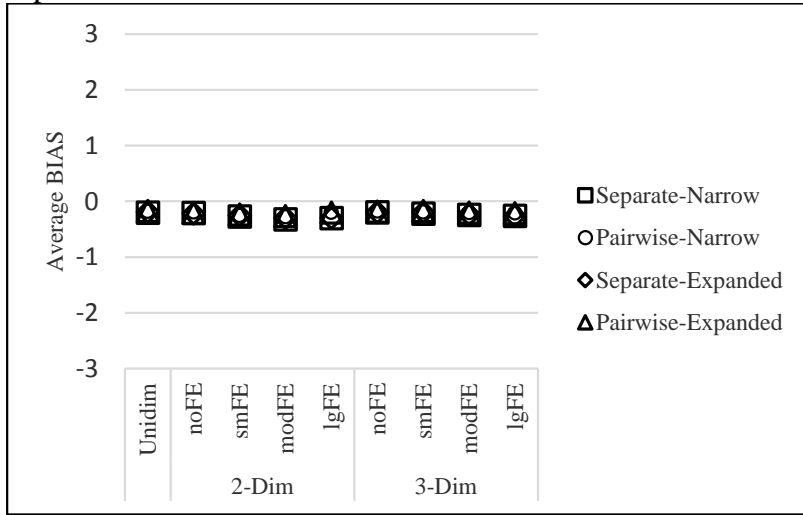 3
2
1
0
-1
-2
-3
Average BIAS
Unidim
noFE
smFE
modFE
lgFE
noFE
smFE
modFE
lgFE
2-Dim
3-Dim
Separate-Narrow
Pairwise-Narrow
Separate-Expanded
Pairwise-Expanded